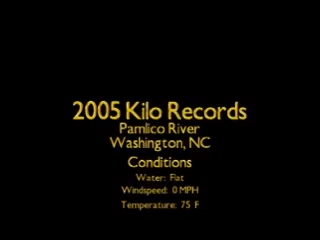 2005 Kilo Records
Pamlico River
Washington, NC
Conditions
Water: Flat
Windspeed: 0 MPH
Temperature: 75 F